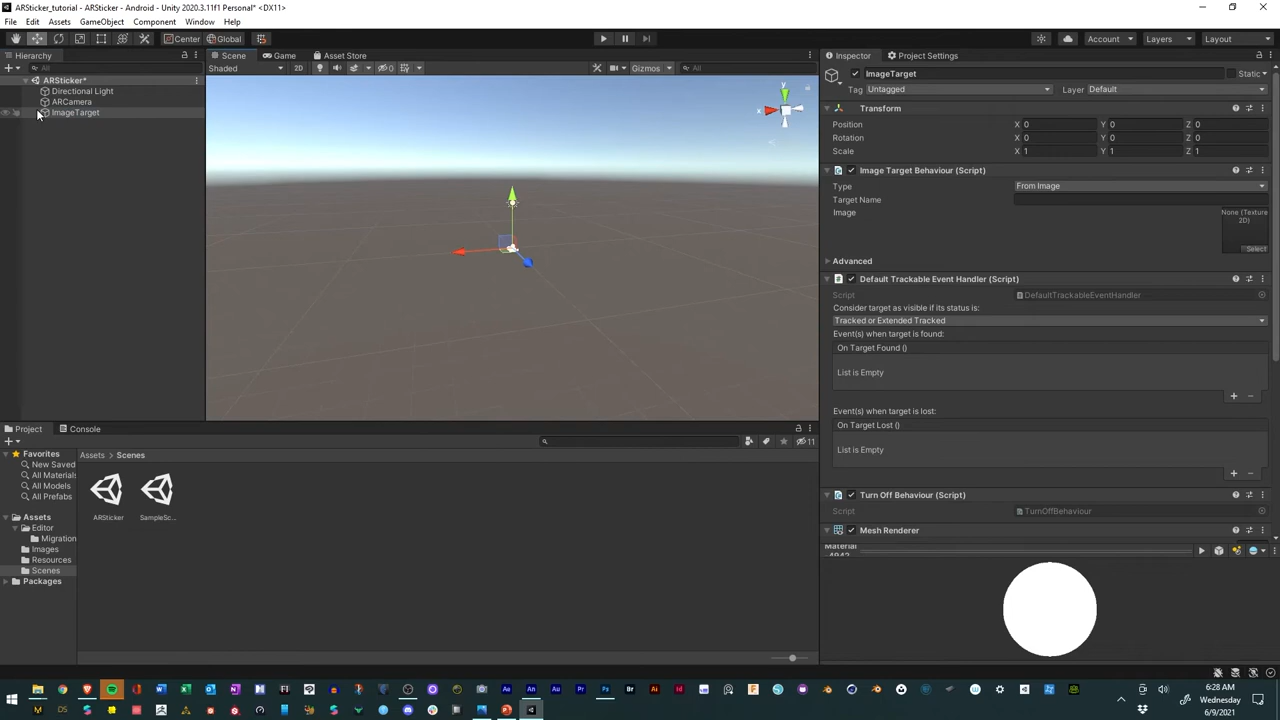 ARSticker_tutorial - ARSticker - Android - Unity 2020.3.11f1 Personal* <DX11>
File Edit Assets GameObject Component Window Help
Center Global Account Layers Layout
Hierarchy
All
ARSticker*
Directional Light
ARCamera
ImageTarget
Scene Game Asset Store
Shaded 2D 0 Gizmos All
y
x
Inspector Project Settings
ImageTarget Static
Tag Untagged Layer Default
Transform
Position X 0 Y 0 Z 0
Rotation X 0 Y 0 Z 0
Scale X 1 Y 1 Z 1
Image Target Behaviour (Script)
Type From Image
Target Name
Image None (Texture 2D)
Select
Advanced
Default Trackable Event Handler (Script)
Script DefaultTrackableEventHandler
Consider target as visible if its status is:
Tracked or Extended Tracked
Event(s) when target is found:
On Target Found ()
List is Empty
Event(s) when target is lost:
On Target Lost ()
List is Empty
Turn Off Behaviour (Script)
Script TurnOffBehaviour
Mesh Renderer
Material
Project Console
11
Favorites
New Saved
All Materials
All Models
All Prefabs
Assets
Editor
Migration
Images
Resources
Scenes
Packages
Assets > Scenes
ARSticker SampleSc...
6:28 AM
Wednesday
6/9/2021